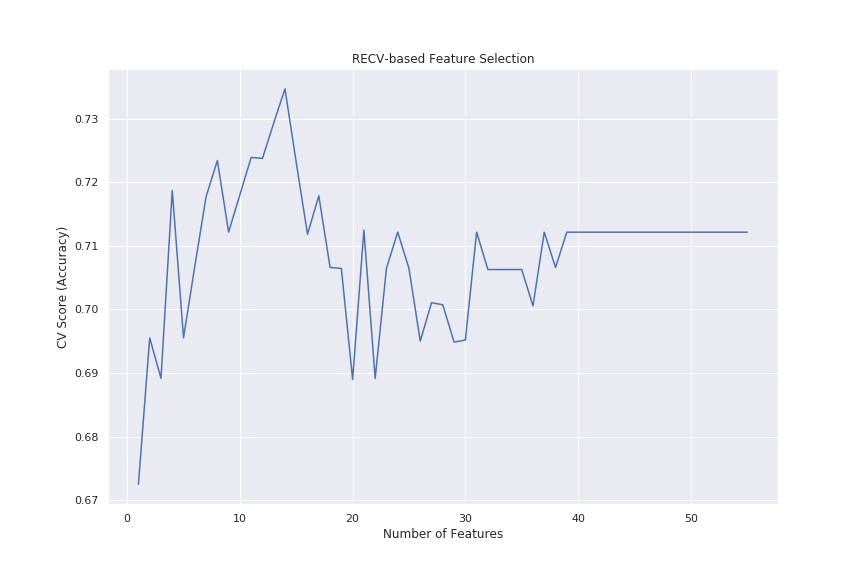 RECV-based Feature Selection
0.73
0.72
0.71
0.70
0.69
0.68
0.67
CV Score (Accuracy)
0 10 20 30 40 50
Number of Features